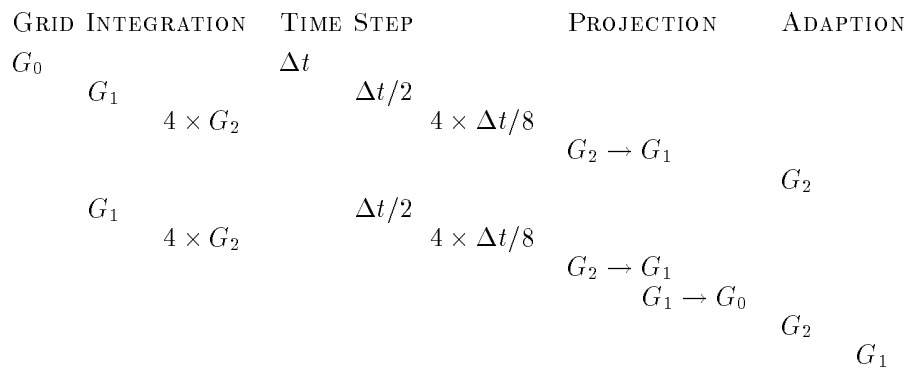 GRID INTEGRATION TIME STEP PROJECTION ADAPTION
G₀ Δt
G₁ Δt/2
4 × G₂ 4 × Δt/8
G₂ → G₁
G₂
G₁ Δt/2
4 × G₂ 4 × Δt/8
G₂ → G₁
G₁ → G₀
G₂
G₁